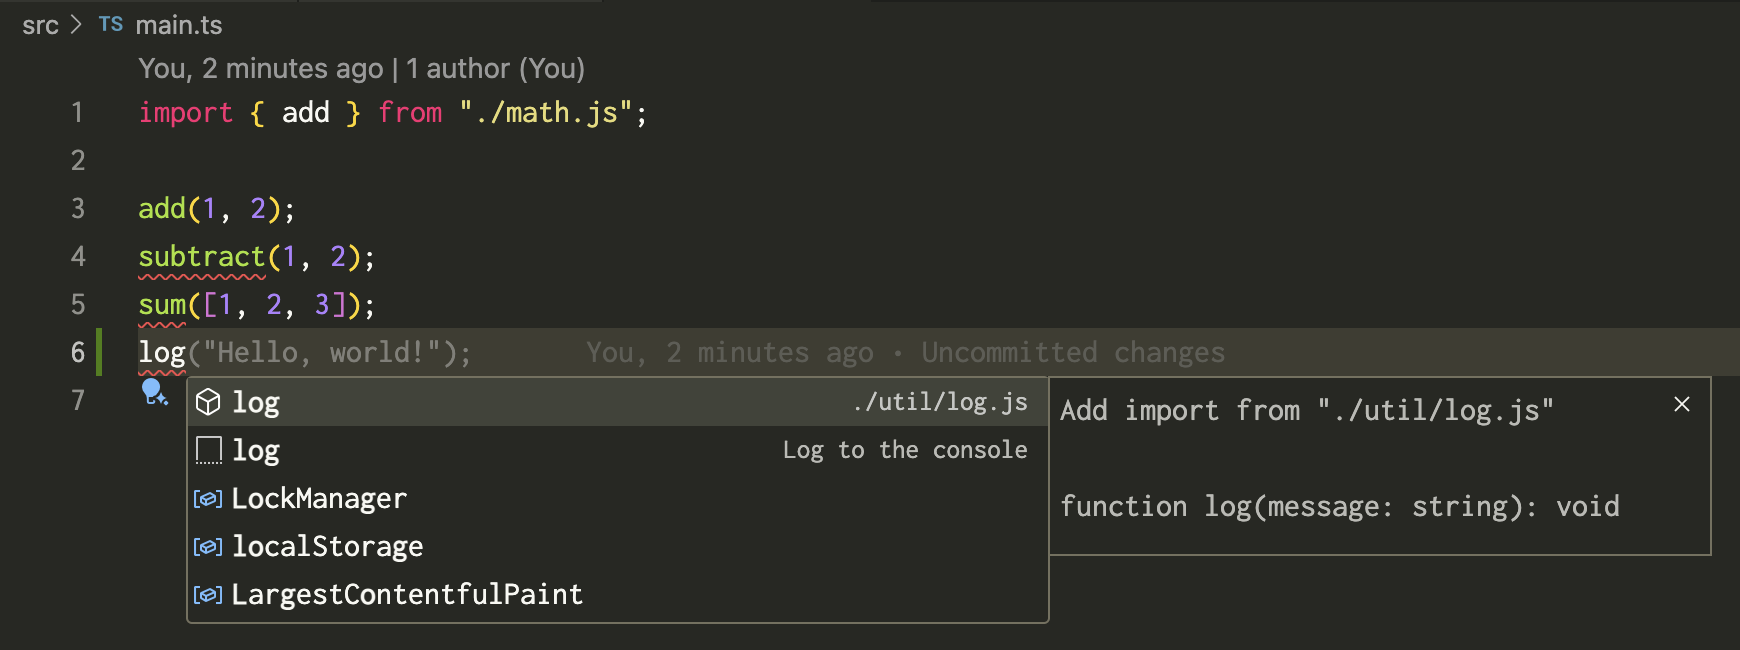 src > TS main.ts
You, 2 minutes ago | 1 author (You)
1 import { add } from "./math.js";
2
3 add(1, 2);
4 subtract(1, 2);
5 sum([1, 2, 3]);
6 log("Hello, world!"); You, 2 minutes ago • Uncommitted changes
7
log ./util/log.js
log Log to the console
LockManager
localStorage
LargestContentfulPaint
Add import from "./util/log.js"
function log(message: string): void